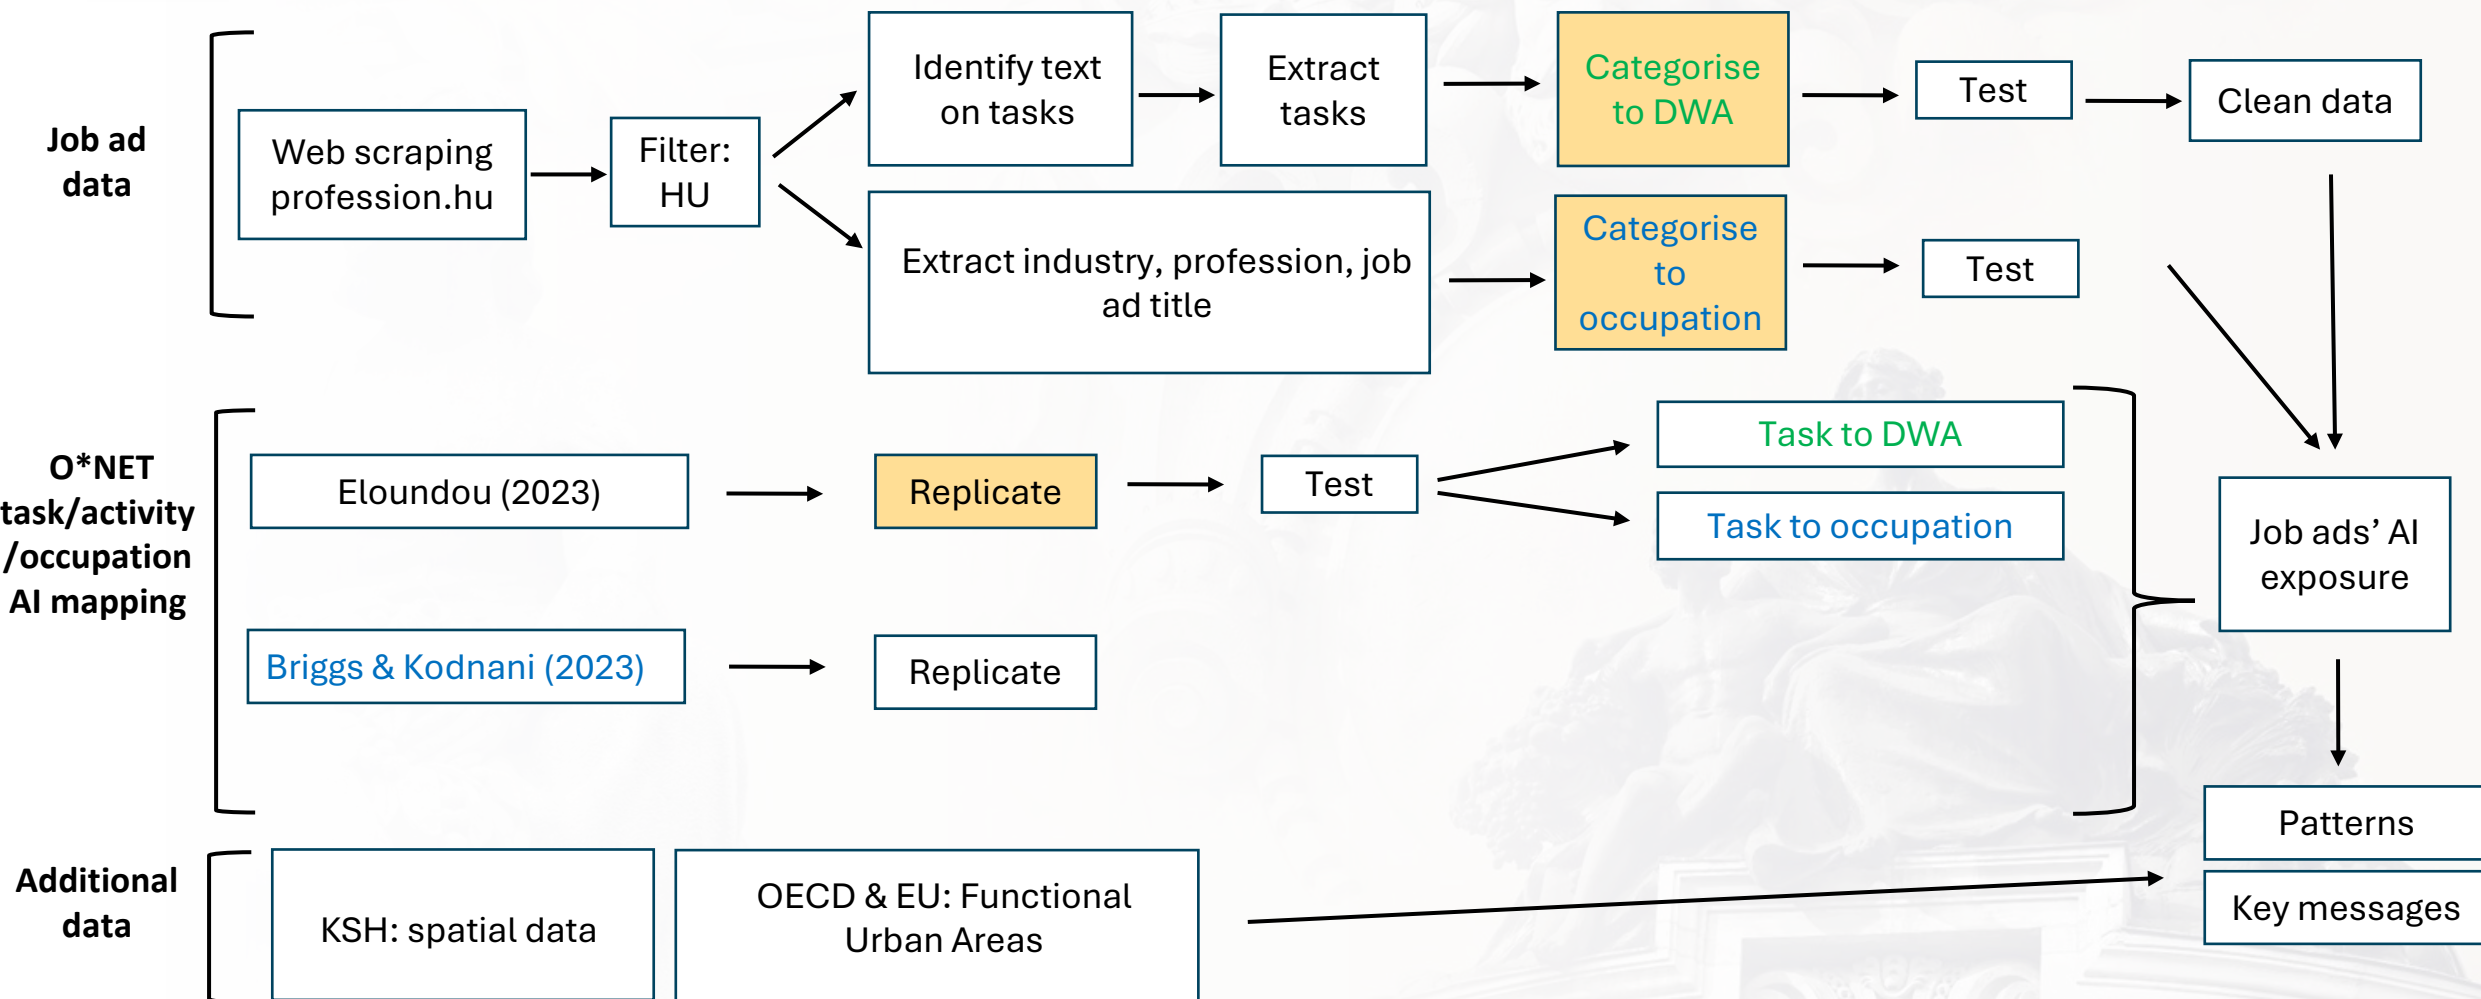 Job ad
data
Web scraping
profession.hu
Filter:
HU
Identify text
on tasks
Extract
tasks
Categorise
to DWA
Test
Clean data
Extract industry, profession, job
ad title
Categorise
to
occupation
Test
O*NET
task/activity
/occupation
AI mapping
Eloundou (2023)
Replicate
Test
Task to DWA
Task to occupation
Briggs & Kodnani (2023)
Replicate
Job ads’ AI
exposure
Patterns
Key messages
Additional
data
KSH: spatial data
OECD & EU: Functional
Urban Areas